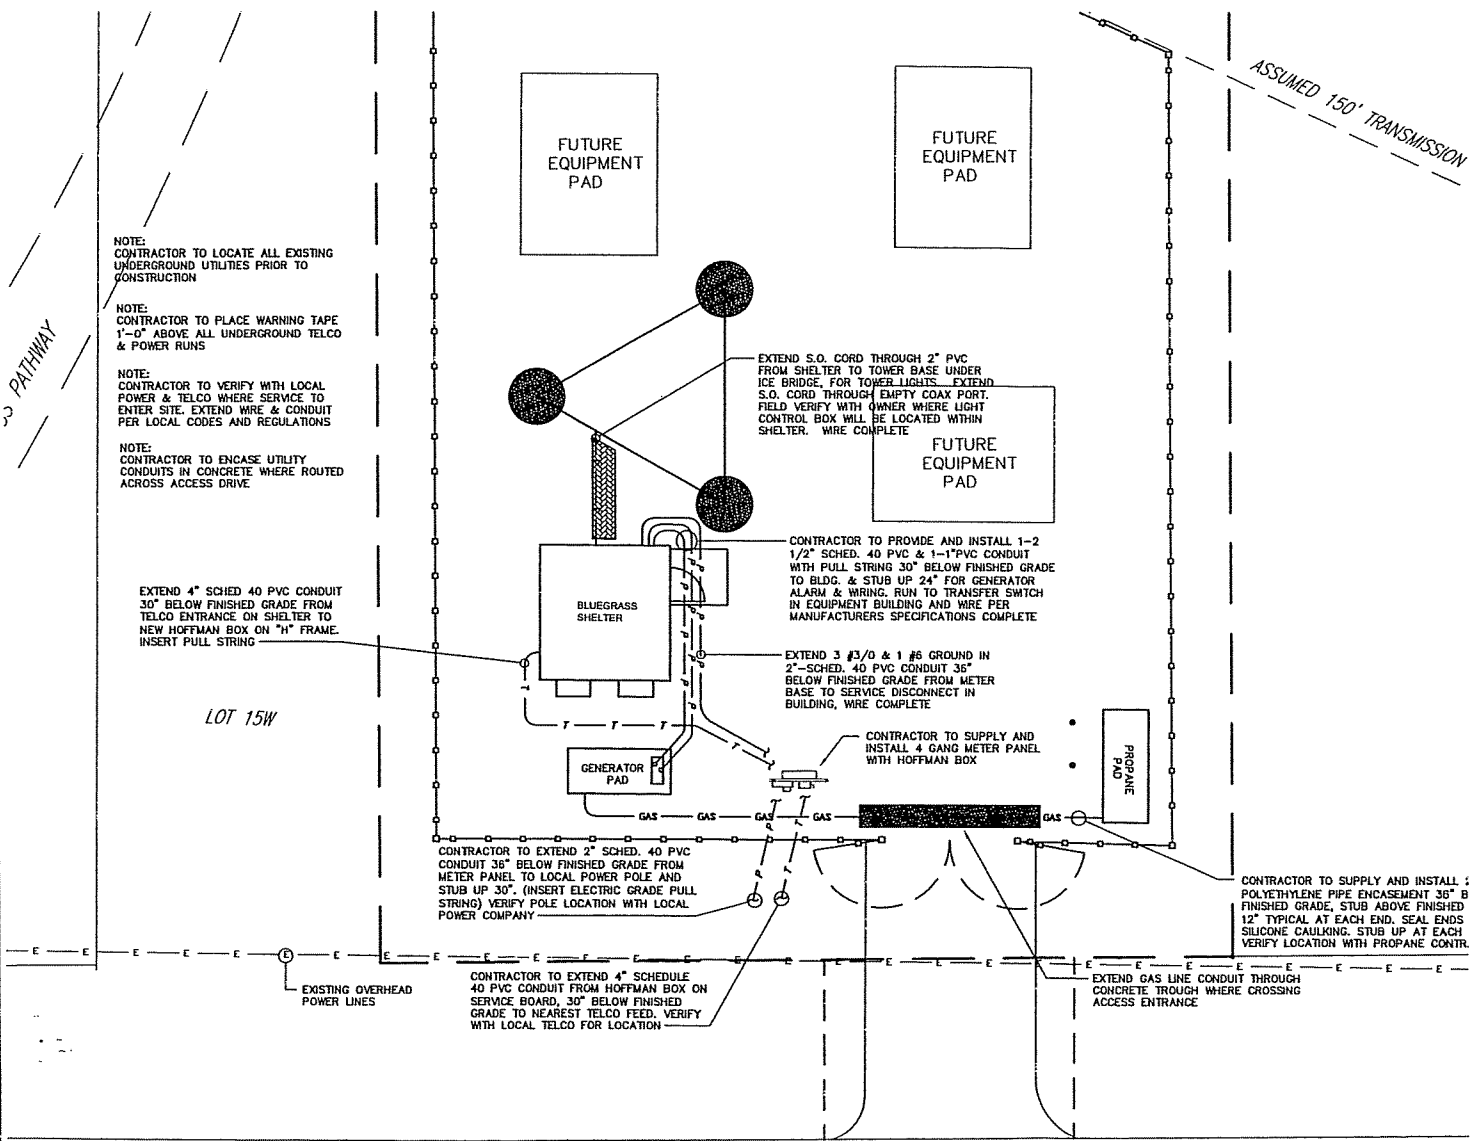 ASSUMED 150' TRANSMISSION
FUTURE
EQUIPMENT
PAD
FUTURE
EQUIPMENT
PAD
NOTE:
CONTRACTOR TO LOCATE ALL EXISTING
UNDERGROUND UTILITIES PRIOR TO
CONSTRUCTION
NOTE:
CONTRACTOR TO PLACE WARNING TAPE
1'-0" ABOVE ALL UNDERGROUND TELCO
& POWER RUNS
PATHWAY
NOTE:
CONTRACTOR TO VERIFY WITH LOCAL
POWER & TELCO WHERE SERVICE TO
ENTER SITE. EXTEND WIRE & CONDUIT
PER LOCAL CODES AND REGULATIONS
NOTE:
CONTRACTOR TO ENCASE UTILITY
CONDUITS IN CONCRETE WHERE ROUTED
ACROSS ACCESS DRIVE
EXTEND S.O. CORD THROUGH 2" PVC
FROM SHELTER TO TOWER BASE UNDER
ICE BRIDGE, FOR TOWER LIGHTS. EXTEND
S.O. CORD THROUGH EMPTY COAX PORT.
FIELD VERIFY WITH OWNER WHERE LIGHT
CONTROL BOX WILL BE LOCATED WITHIN
SHELTER. WIRE COMPLETE
FUTURE
EQUIPMENT
PAD
CONTRACTOR TO PROVIDE AND INSTALL 1-2
1/2" SCHED. 40 PVC & 1-1"PVC CONDUIT
WITH PULL STRING 30" BELOW FINISHED GRADE
TO BLDG. & STUB UP 24" FOR GENERATOR
ALARM & WIRING. RUN TO TRANSFER SWITCH
IN EQUIPMENT BUILDING AND WIRE PER
MANUFACTURERS SPECIFICATIONS COMPLETE
EXTEND 4" SCHED 40 PVC CONDUIT
30" BELOW FINISHED GRADE FROM
TELCO ENTRANCE ON SHELTER TO
NEW HOFFMAN BOX ON "H" FRAME.
INSERT PULL STRING
BLUEGRASS
SHELTER
EXTEND 3 #3/0 & 1 #6 GROUND IN
2"-SCHED. 40 PVC CONDUIT 36"
BELOW FINISHED GRADE FROM METER
BASE TO SERVICE DISCONNECT IN
BUILDING, WIRE COMPLETE
LOT 15W
T
T T T
T
CONTRACTOR TO SUPPLY AND
INSTALL 4 GANG METER PANEL
WITH HOFFMAN BOX
GENERATOR
PAD
PROPANE
PAD
GAS GAS GAS GAS GAS
P T
P T
CONTRACTOR TO EXTEND 2" SCHED. 40 PVC
CONDUIT 36" BELOW FINISHED GRADE FROM
METER PANEL TO LOCAL POWER POLE AND
STUB UP 30". (INSERT ELECTRIC GRADE PULL
STRING) VERIFY POLE LOCATION WITH LOCAL
POWER COMPANY
CONTRACTOR TO SUPPLY AND INSTALL
POLYETHYLENE PIPE ENCASEMENT 36" B
FINISHED GRADE, STUB ABOVE FINISHED
12" TYPICAL AT EACH END. SEAL ENDS
SILICONE CAULKING. STUB UP AT EACH
VERIFY LOCATION WITH PROPANE CONTR.
E E E E E E E E E E E E E E E E E E E E E E E E E E E E
EXISTING OVERHEAD
POWER LINES
CONTRACTOR TO EXTEND 4" SCHEDULE
40 PVC CONDUIT FROM HOFFMAN BOX ON
SERVICE BOARD, 30" BELOW FINISHED
GRADE TO NEAREST TELCO FEED. VERIFY
WITH LOCAL TELCO FOR LOCATION
EXTEND GAS LINE CONDUIT THROUGH
CONCRETE TROUGH WHERE CROSSING
ACCESS ENTRANCE